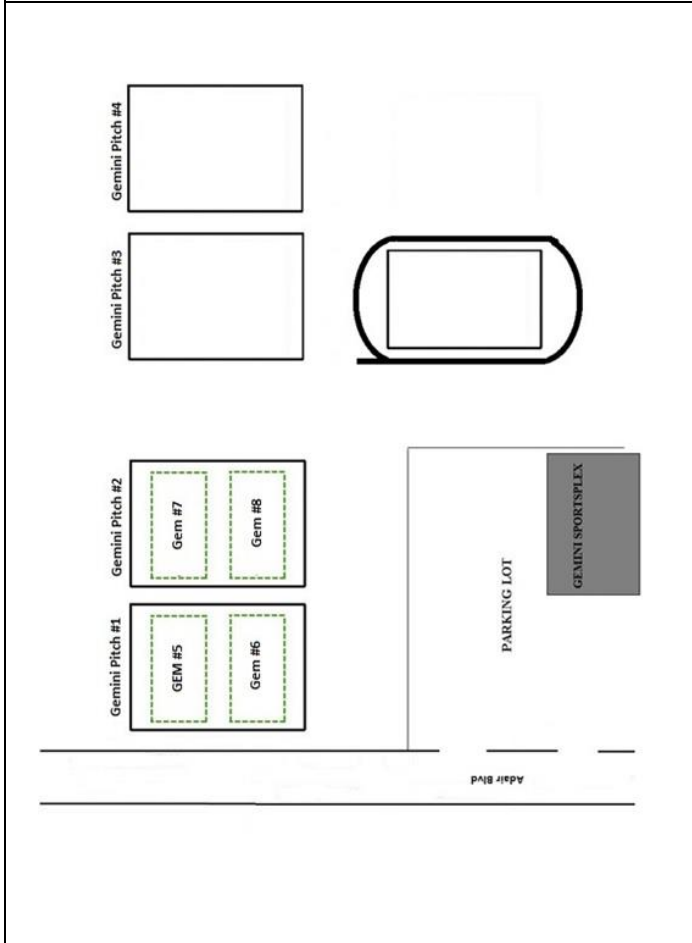 Gemini Pitch #4
Gemini Pitch #3
Gemini Pitch #2
Gem #7
Gem #8
Gemini Pitch #1
GEM #5
Gem #6
PARKING LOT
GEMINI SPORTSPLEX
Adair Blvd